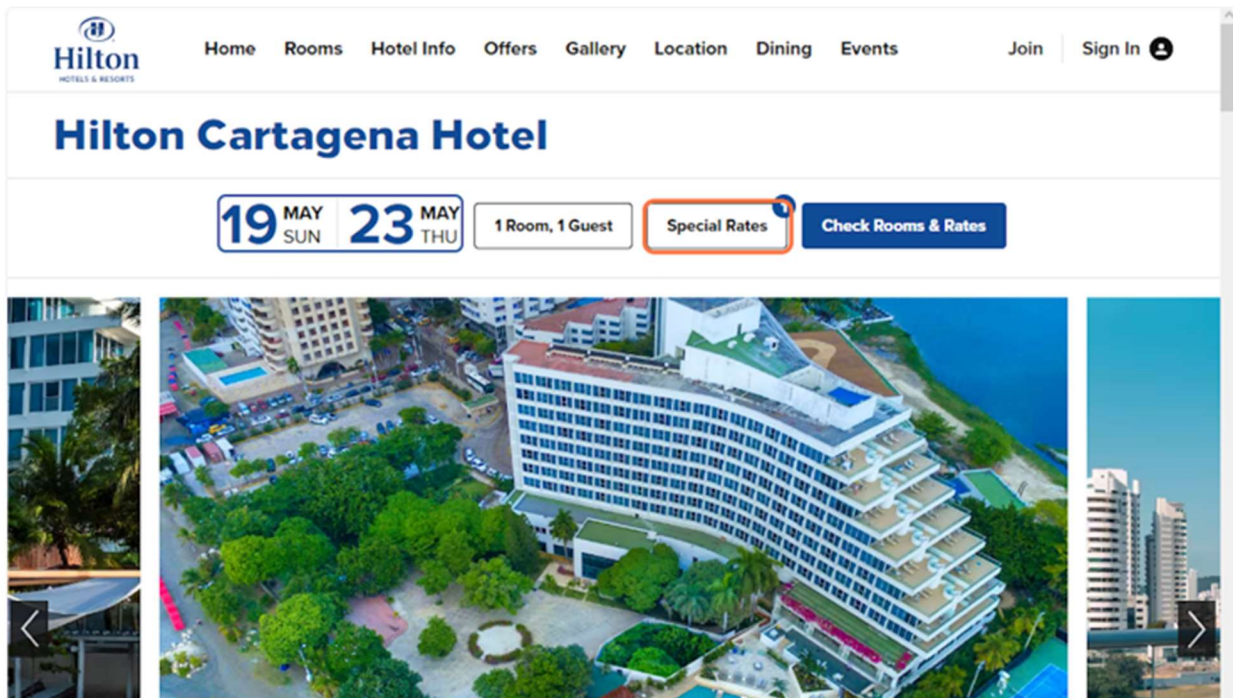 Hilton
HOTELS & RESORTS
Home Rooms Hotel Info Offers Gallery Location Dining Events Join Sign In
Hilton Cartagena Hotel
19 MAY SUN 23 MAY THU 1 Room, 1 Guest Special Rates 1 Check Rooms & Rates